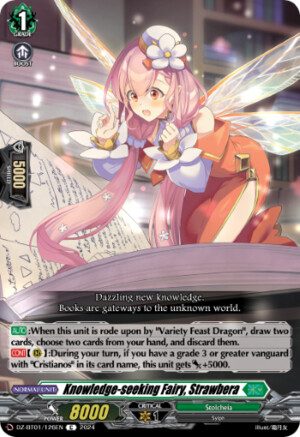 1
GRADE
BOOST
5000
SHIELD
Dazzling new knowledge.
Books are gateways to the unknown world.
AUTO:When this unit is rode upon by "Variety Feast Dragon", draw two
cards, choose two cards from your hand, and discard them.
CONT【R】:During your turn, if you have a grade 3 or greater vanguard
with "Cristianos" in its card name, this unit gets +5000.
NORMAL UNIT
Knowledge-seeking Fairy, Strawbera
POWER 8000
CRITICAL
1
Stoicheia
Sylph
DZ-BT01/126EN C 2024